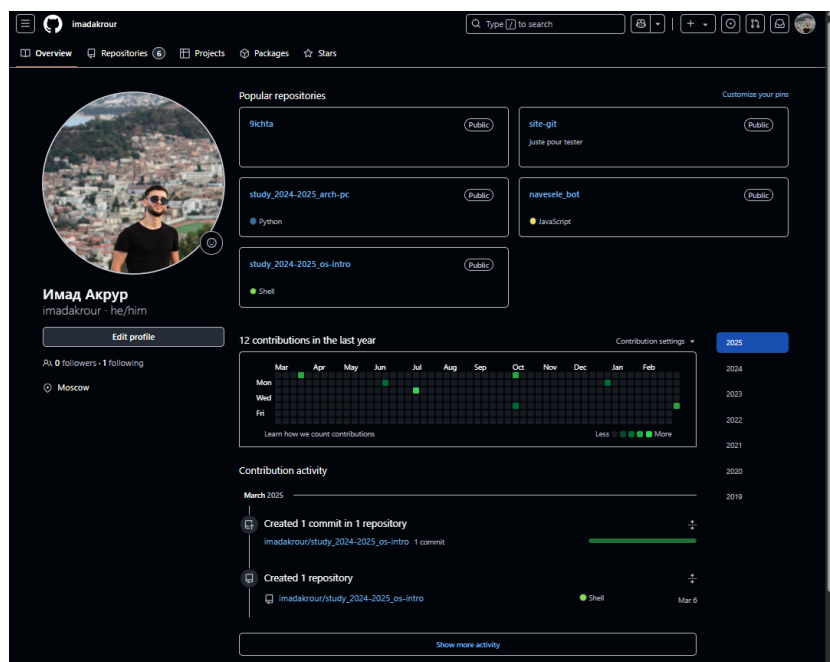 imadakrour
Type / to search
Overview
Repositories 6
Projects
Packages
Stars
Popular repositories
Customize your pins
9ichta
Public
site-git
Public
juste pour tester
study_2024-2025_arch-pc
Public
Python
navesele_bot
Public
JavaScript
study_2024-2025_os-intro
Public
Shell
Имад Акрур
imadakrour · he/him
Edit profile
0 followers · 1 following
Moscow
12 contributions in the last year
Contribution settings
2025
2024
2023
2022
2021
2020
2019
Mar Apr May Jun Jul Aug Sep Oct Nov Dec Jan Feb
Mon
Wed
Fri
Learn how we count contributions
Less More
Contribution activity
March 2025
Created 1 commit in 1 repository
imadakrour/study_2024-2025_os-intro 1 commit
Created 1 repository
imadakrour/study_2024-2025_os-intro
Shell
Mar 6
Show more activity